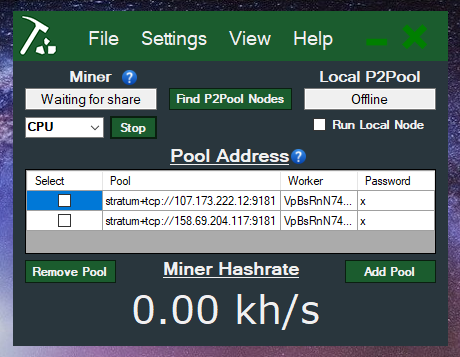 File Settings View Help
Miner ? Local P2Pool
Waiting for share Find P2Pool Nodes Offline
CPU Stop Run Local Node
Pool Address ?
Select Pool Worker Password
stratum+tcp://107.173.222.12:9181 VpBsRnN74... x
stratum+tcp://158.69.204.117:9181 VpBsRnN74... x
Remove Pool Miner Hashrate Add Pool
0.00 kh/s